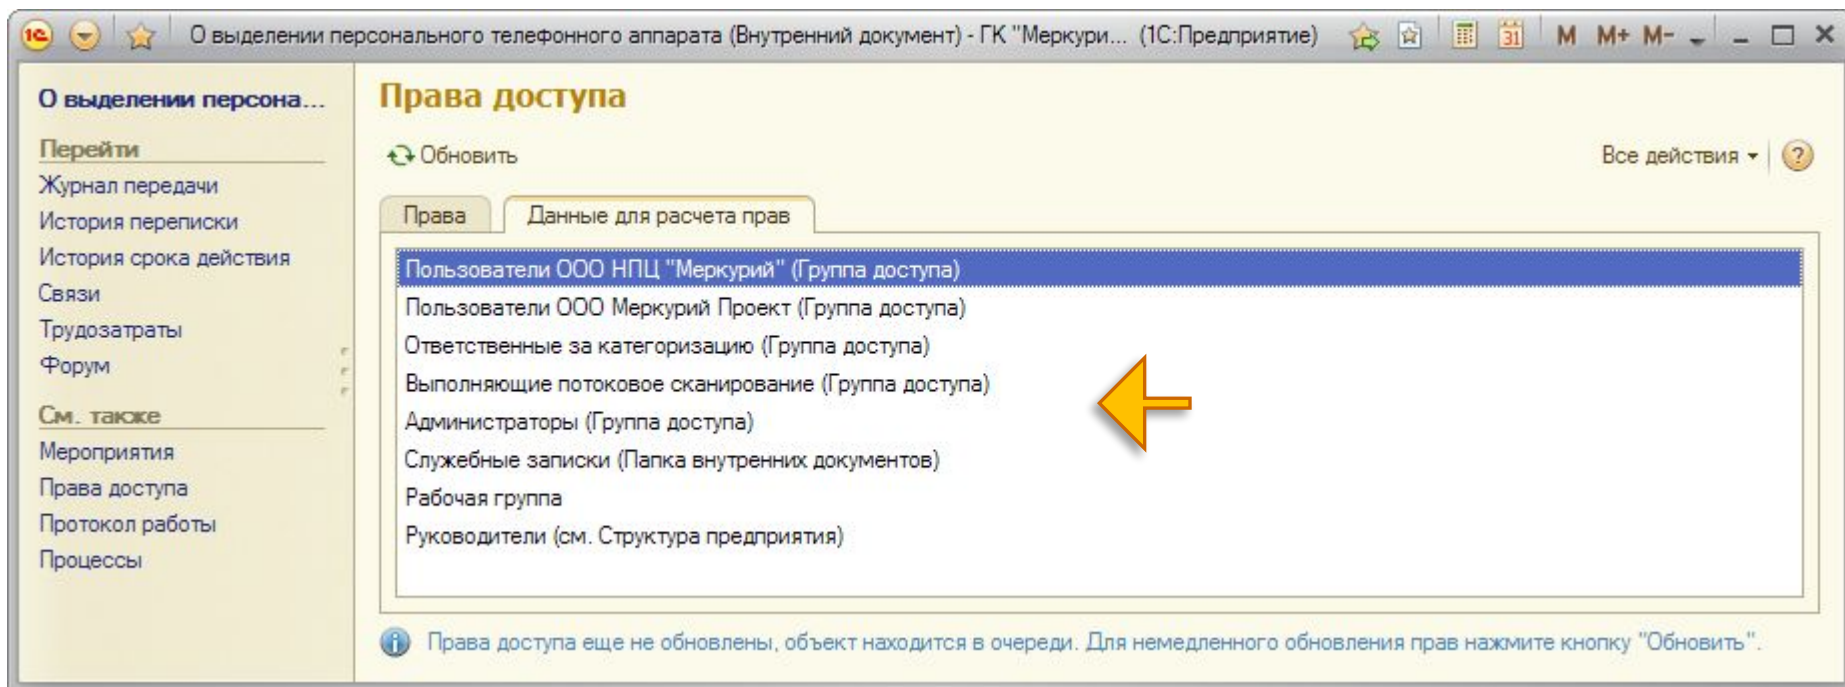 1С О выделении персонального телефонного аппарата (Внутренний документ) - ГК "Меркури... (1С:Предприятие) 31 M M+ M-
О выделении персона...
Перейти
Журнал передачи
История переписки
История срока действия
Связи
Трудозатраты
Форум
См. также
Мероприятия
Права доступа
Протокол работы
Процессы
Права доступа
Обновить Все действия ?
Права Данные для расчета прав
Пользователи ООО НПЦ "Меркурий" (Группа доступа)
Пользователи ООО Меркурий Проект (Группа доступа)
Ответственные за категоризацию (Группа доступа)
Выполняющие потоковое сканирование (Группа доступа)
Администраторы (Группа доступа)
Служебные записки (Папка внутренних документов)
Рабочая группа
Руководители (см. Структура предприятия)
Права доступа еще не обновлены, объект находится в очереди. Для немедленного обновления прав нажмите кнопку "Обновить".